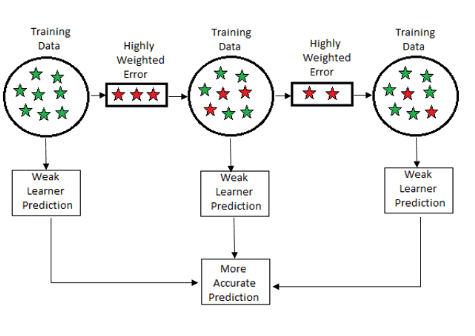 Training
Data
Highly
Weighted
Error
Training
Data
Highly
Weighted
Error
Training
Data
Weak
Learner
Prediction
Weak
Learner
Prediction
Weak
Learner
Prediction
More
Accurate
Prediction